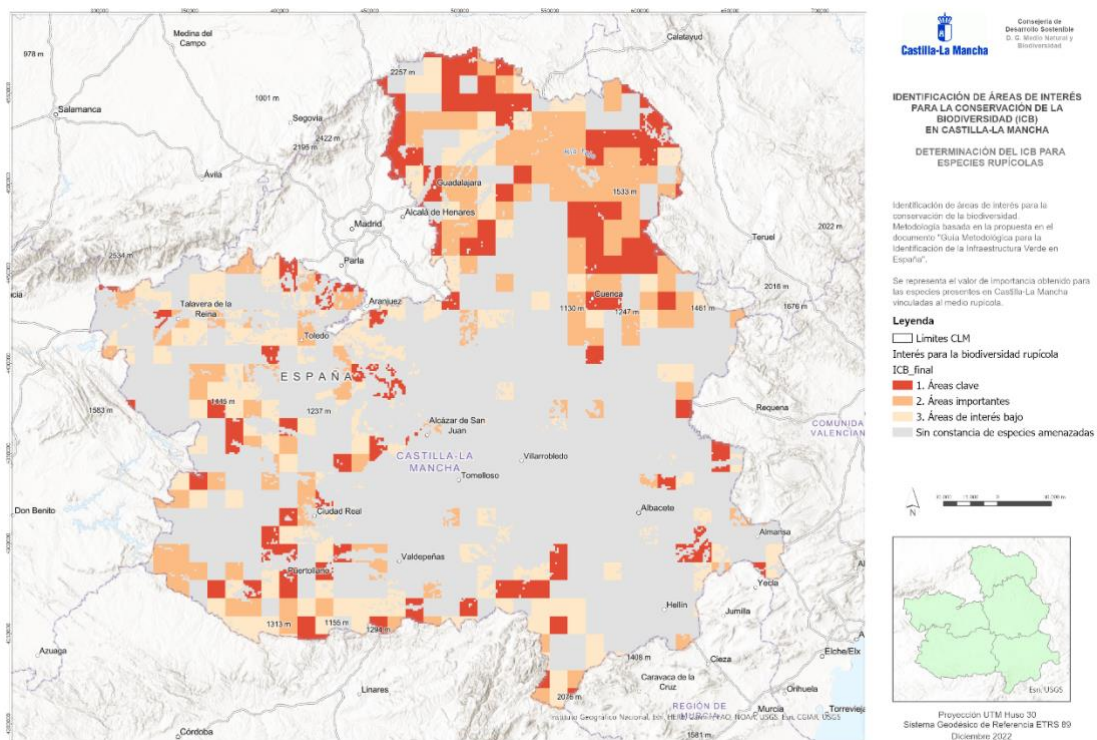 Castilla-La Mancha
Consejería de
Desarrollo Sostenible
D. G. Medio Natural y
Biodiversidad
IDENTIFICACIÓN DE ÁREAS DE INTERÉS
PARA LA CONSERVACIÓN DE LA
BIODIVERSIDAD (ICB)
EN CASTILLA-LA MANCHA
DETERMINACIÓN DEL ICB PARA
ESPECIES RUPÍCOLAS
Identificación de áreas de interés para la
conservación de la biodiversidad.
Metodología basada en la propuesta en el
documento "Guía Metodológica para la
Identificación de la Infraestructura Verde en
España".
Se representa el valor de importancia obtenido para
las especies presentes en Castilla-La Mancha
vinculadas al medio rupícola.
Leyenda
Límites CLM
Interés para la biodiversidad rupícola
ICB_final
1. Áreas clave
2. Áreas importantes
3. Áreas de interés bajo
Sin constancia de especies amenazadas
N
Esri, USGS
Proyección UTM Huso 30
Sistema Geodésico de Referencia ETRS 89
Diciembre 2022
Medina del
Campo
Calatayud
978 m
2257 m
1001 m
Salamanca
Segovia
2422 m
Ávila
Guadalajara
1533 m
Alcalá de Henares
Madrid
Teruel
2022 m
Parla
2534 m
Cuenca
Aranjuez
Talavera de la
Reina
1130 m
1247 m
Toledo
ESPAÑA
1583 m
1237 m
Requena
Alcázar de San
Juan
COMUNIDA
VALENCIAN
CASTILLA-LA
MANCHA
Villarrobledo
Tomelloso
Don Benito
Ciudad Real
Albacete
Almansa
Valdepeñas
Puertollano
Yecla
Hellín
Jumilla
1313 m
1155 m
1294 m
Azuaga
1408 m
Cieza
Elche/Elx
Caravaca de la
Cruz
Linares
Orihuela
2076 m
REGIÓN DE
MURCIA
Murcia
Torrevieja
Córdoba
1581 m